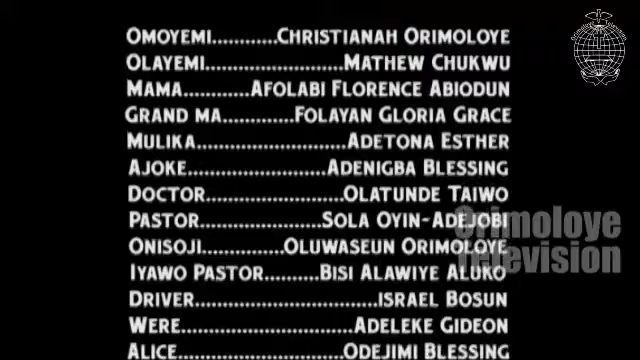 Omoyemi............Christianah Orimoloye
Olayemi..........................Mathew Chukwu
Mama..................Afolabi Florence Abiodun
Grand ma.............Folayan Gloria Grace
Mulika............................Adetona Esther
Ajoke..........................Adenigba Blessing
Doctor..........................Olatunde Taiwo
Pastor.......................Sola Oyin-Adejobi
Onisoji...............Oluwaseun Orimoloye
Iyawo Pastor..........Bisi Alawiye Aluko
Driver..................................Israel Bosun
Were................................Adeleke Gideon
Alice...............................Odejimi Blessing
Orimoloye
Television